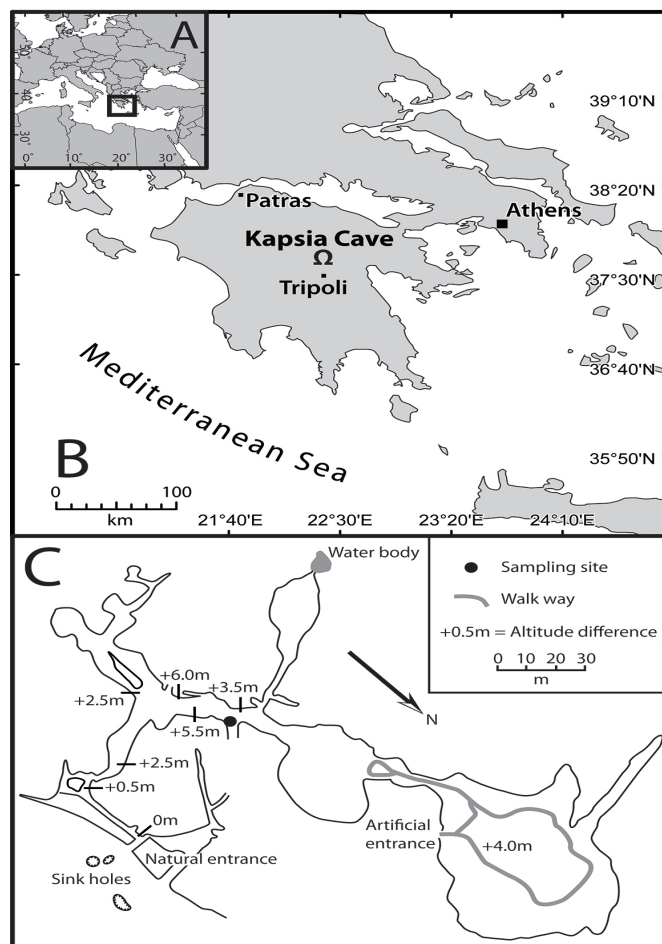 A
50°
40°
30°
0° 10° 20° 30°
39°10'N
38°20'N
37°30'N
36°40'N
35°50'N
Patras
Athens
Kapsia Cave
Ω
Tripoli
Mediterranean Sea
B
0 100
km
21°40'E 22°30'E 23°20'E 24°10'E
C
Water body
Sampling site
Walk way
+0.5m = Altitude difference
0 10 20 30
m
N
+6.0m
+3.5m
+2.5m
+5.5m
+2.5m
+0.5m
0m
Natural entrance
Sink holes
Artificial
entrance
+4.0m